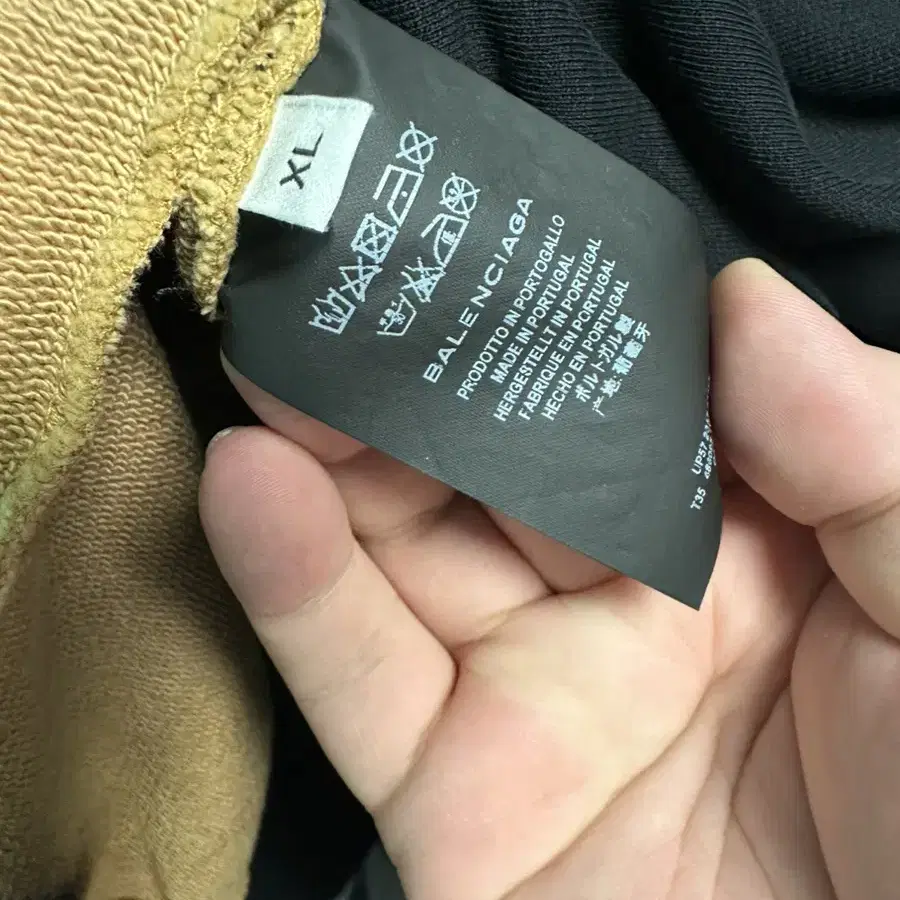 XL
BALENCIAGA
PRODOTTO IN PORTOGALLO
MADE IN PORTUGAL
HERGESTELLT IN PORTUGAL
FABRIQUE EN PORTUGAL
HECHO EN PORTUGAL
ポルトガル製
产地:葡萄牙
T35